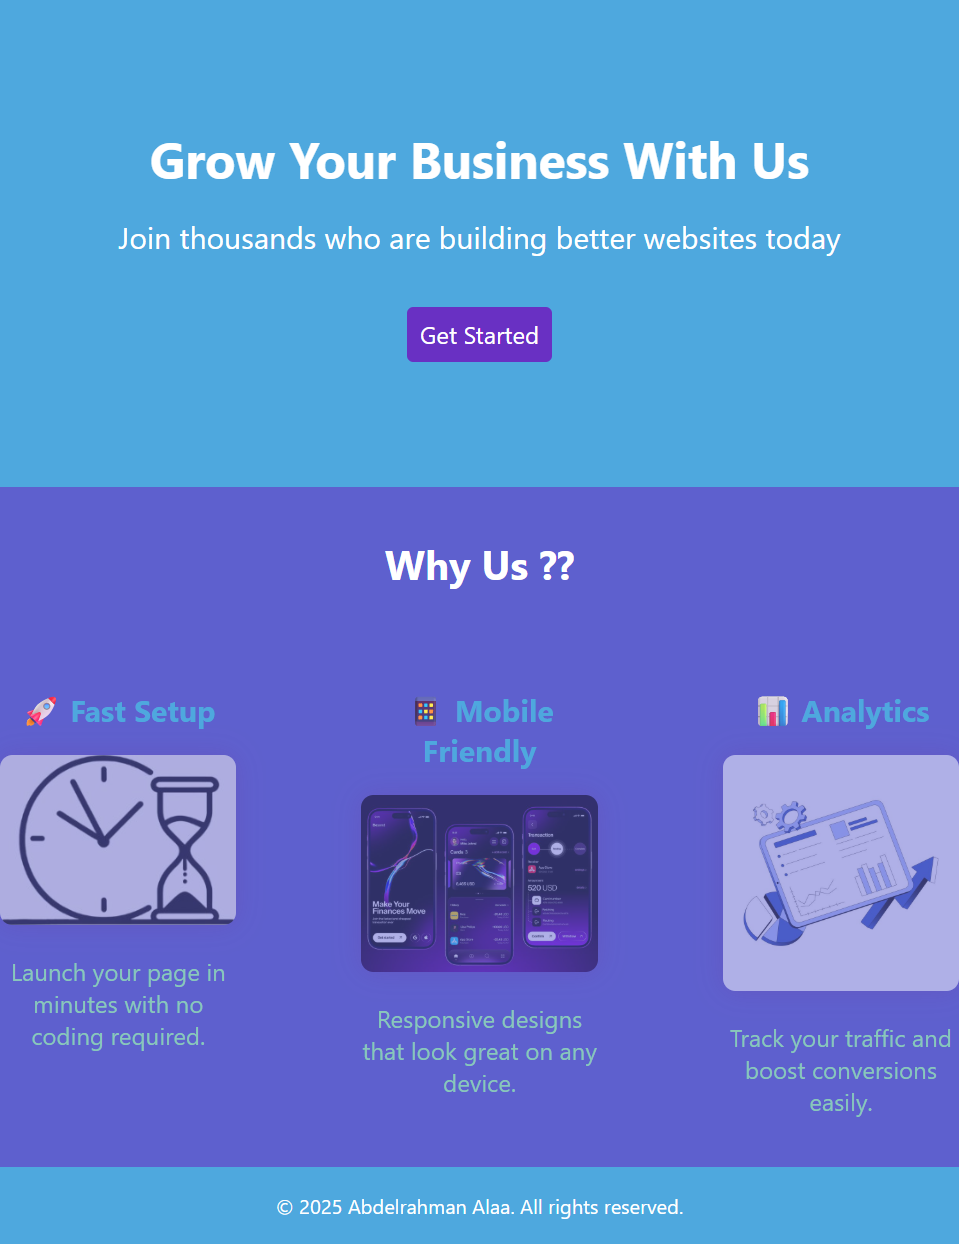 Grow Your Business With Us
Join thousands who are building better websites today
Get Started
Why Us ??
Fast Setup
Launch your page in
minutes with no
coding required.
Mobile
Friendly
Make Your
Finances Move
Transaction
520 USD
Responsive designs
that look great on any
device.
Analytics
Track your traffic and
boost conversions
easily.
© 2025 Abdelrahman Alaa. All rights reserved.